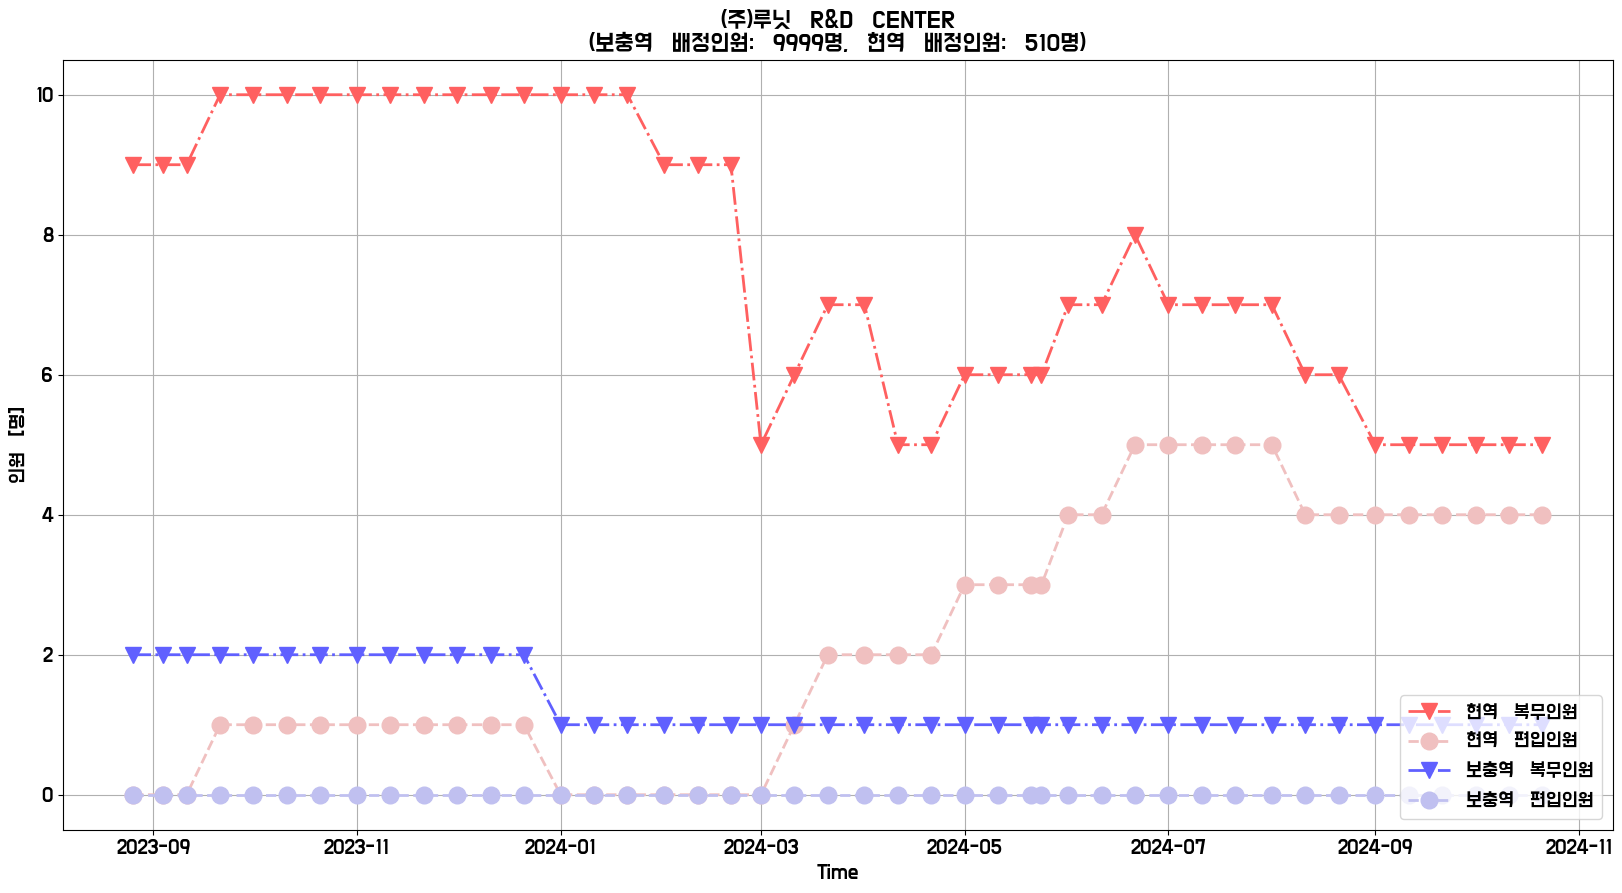 (주)루닛 R&D CENTER
(보충역 배정인원: 9999명, 현역 배정인원: 510명)
인원 [명]
10
8
6
4
2
0
현역 복무인원
현역 편입인원
보충역 복무인원
보충역 편입인원
2023-09 2023-11 2024-01 2024-03 2024-05 2024-07 2024-09 2024-11
Time